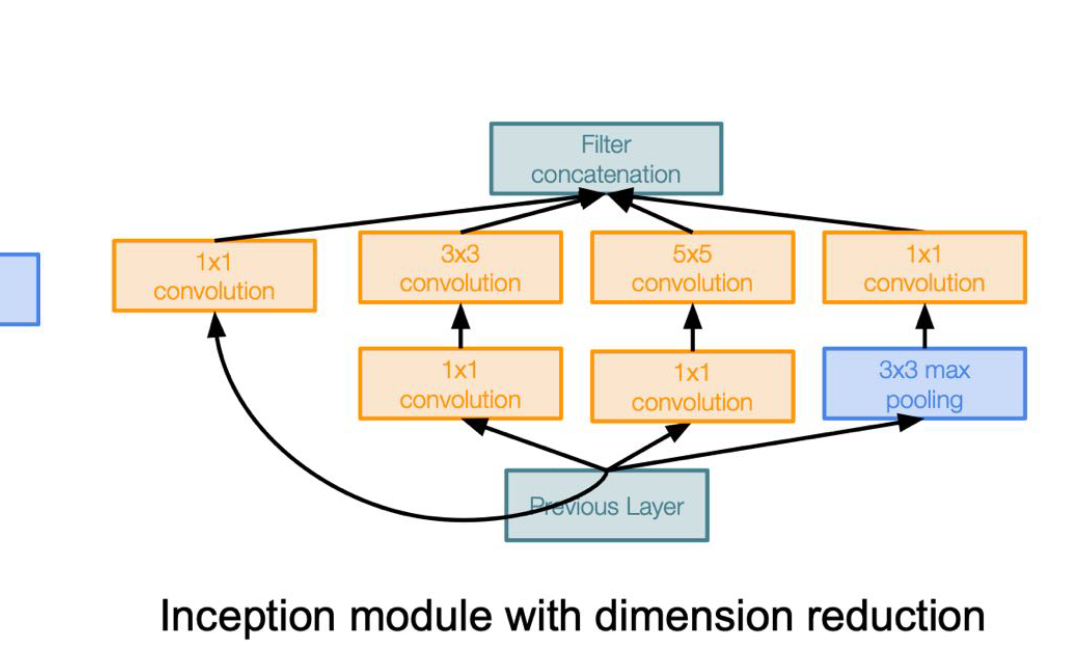 Filter
concatenation
1x1
convolution
3x3
convolution
5x5
convolution
1x1
convolution
1x1
convolution
1x1
convolution
3x3 max
pooling
Previous Layer
Inception module with dimension reduction